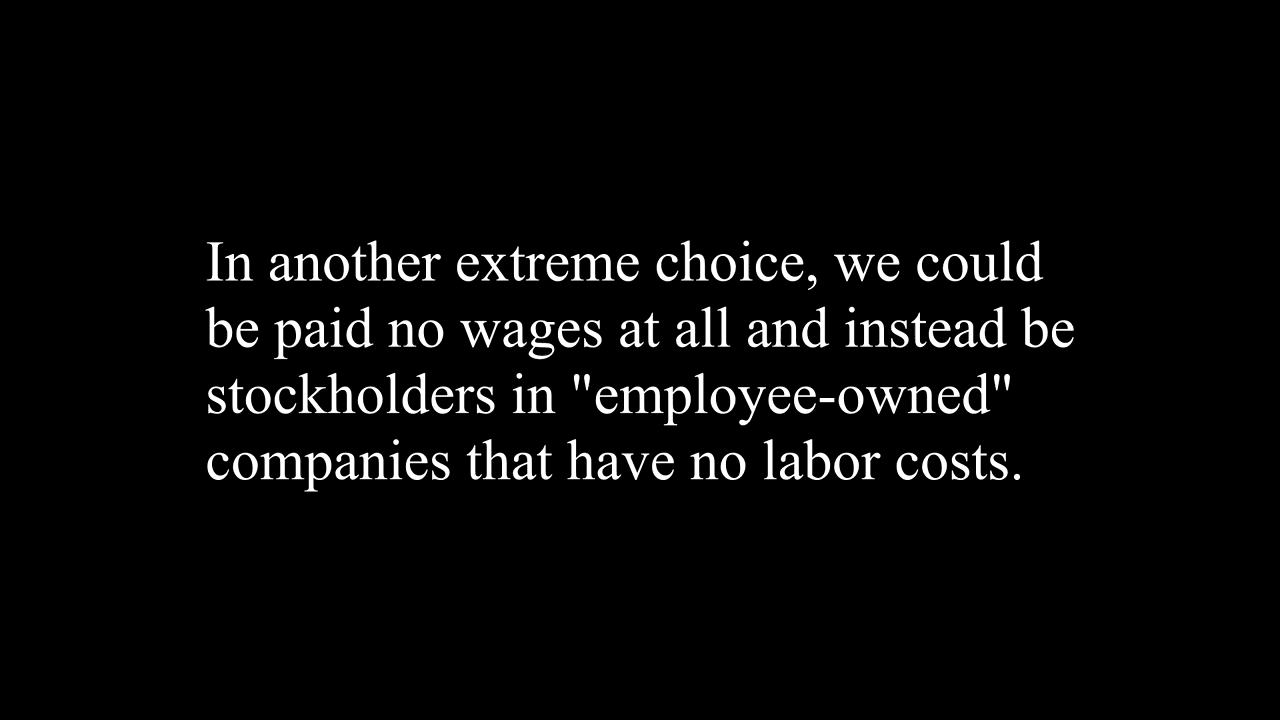 In another extreme choice, we could
be paid no wages at all and instead be
stockholders in "employee-owned"
companies that have no labor costs.